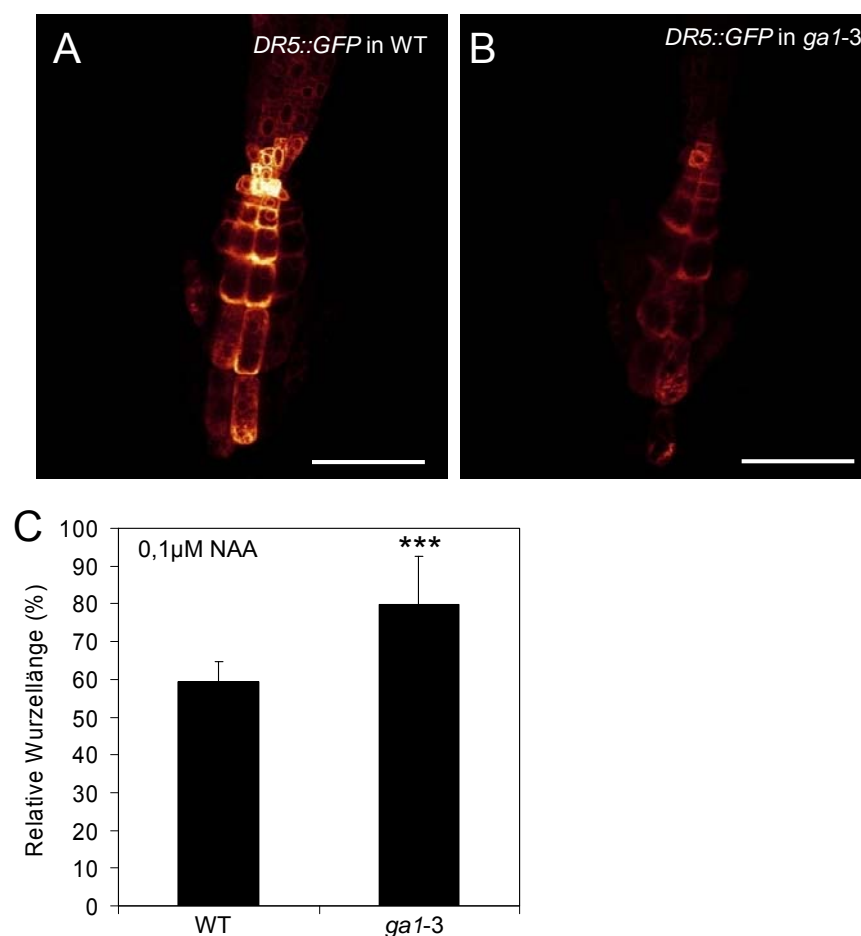 A
DR5::GFP in WT
B
DR5::GFP in ga1-3
C
0,1µM NAA
***
Relative Wurzellänge (%)
100
90
80
70
60
50
40
30
20
10
0
WT
ga1-3